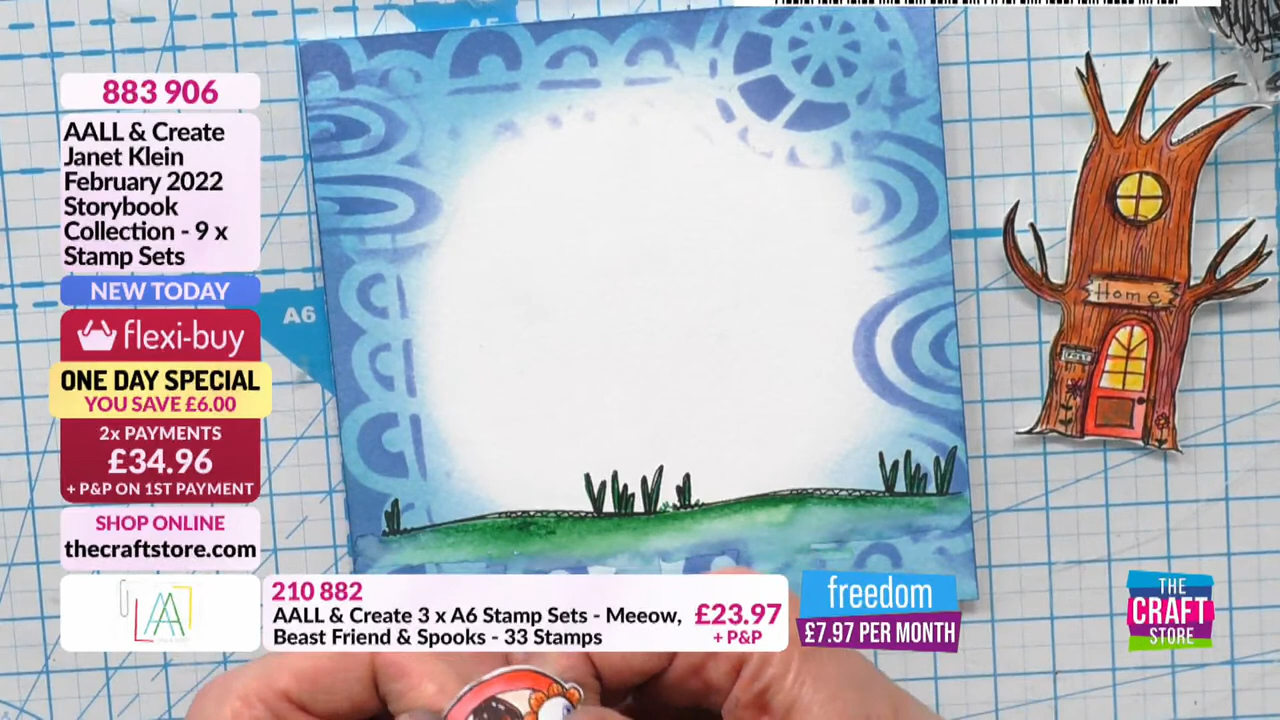 A5
883 906
AALL & Create
Janet Klein
February 2022
Storybook
Collection - 9 x
Stamp Sets
NEW TODAY
A6
flexi-buy
ONE DAY SPECIAL
YOU SAVE £6.00
2x PAYMENTS
£34.96
+ P&P ON 1ST PAYMENT
SHOP ONLINE
thecraftstore.com
Home
210 882
AALL & Create 3 x A6 Stamp Sets - Meeow,
Beast Friend & Spooks - 33 Stamps
£23.97
+ P&P
freedom
£7.97 PER MONTH
THE
CRAFT
STORE